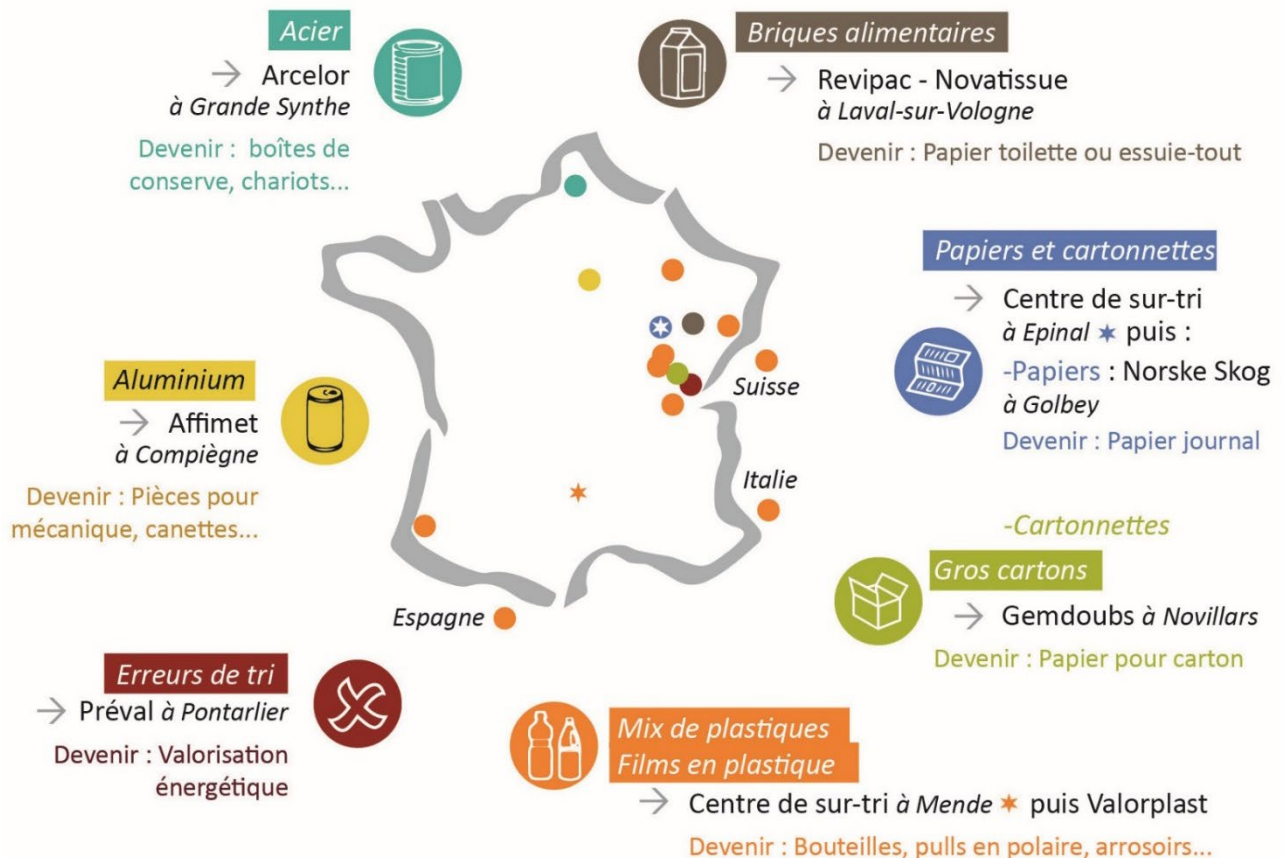 Acier
→ Arcelor
à Grande Synthe
Devenir : boîtes de
conserve, chariots...
Briques alimentaires
→ Revipac - Novatissue
à Laval-sur-Vologne
Devenir : Papier toilette ou essuie-tout
Papiers et cartonnettes
→ Centre de sur-tri
à Epinal ✶ puis :
-Papiers : Norske Skog
à Golbey
Devenir : Papier journal
Aluminium
→ Affimet
à Compiègne
Devenir : Pièces pour
mécanique, canettes...
Suisse
Italie
Espagne
-Cartonnettes
Gros cartons
→ Gemdoubs à Novillars
Devenir : Papier pour carton
Erreurs de tri
→ Préval à Pontarlier
Devenir : Valorisation
énergétique
Mix de plastiques
Films en plastique
→ Centre de sur-tri à Mende ✶ puis Valorplast
Devenir : Bouteilles, pulls en polaire, arrosoirs...